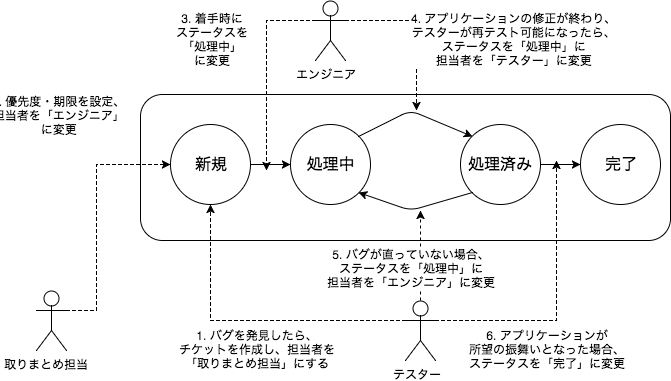 3. 着手時に
ステータスを
「処理中」
に変更
エンジニア
4. アプリケーションの修正が終わり、
テスターが再テスト可能になったら、
ステータスを「処理中」に
担当者を「テスター」に変更
優先度・期限を設定、
担当者を「エンジニア」
に変更
新規
処理中
処理済み
完了
5. バグが直っていない場合、
ステータスを「処理中」に
担当者を「エンジニア」に変更
取りまとめ担当
1. バグを発見したら、
チケットを作成し、担当者を
「取りまとめ担当」にする
テスター
6. アプリケーションが
所望の振舞いとなった場合、
ステータスを「完了」に変更